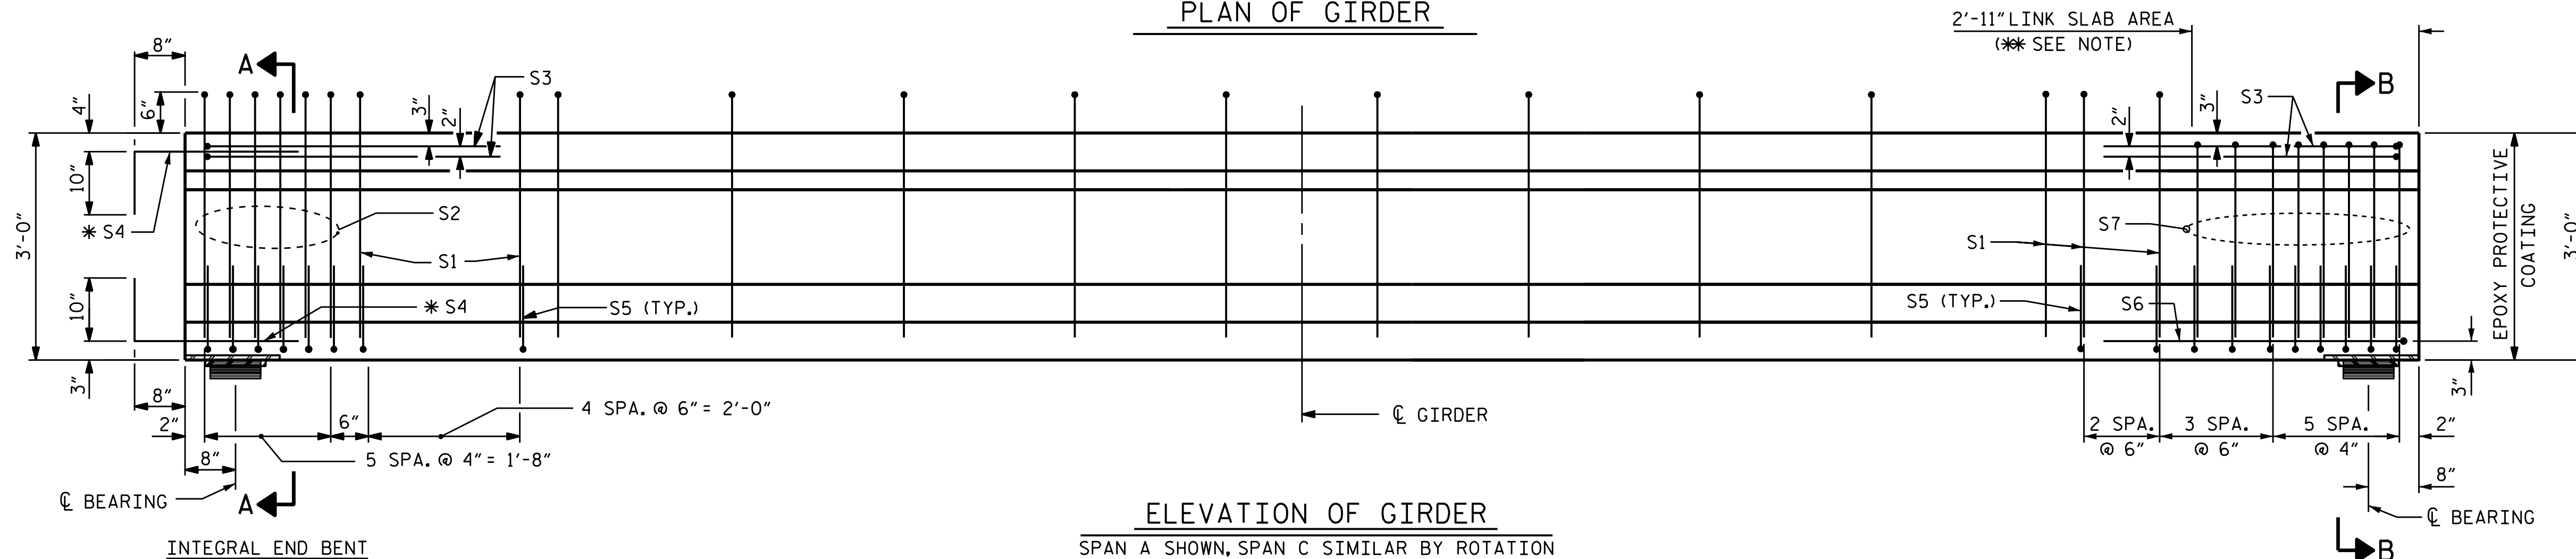 PLAN OF GIRDER
2'-11" LINK SLAB AREA
(** SEE NOTE)
8"
A
S3
B
4"
6"
3"
2"
S3
2"
3"
10"
* S4
3'-0"
S2
S1
S7
S1
EPOXY PROTECTIVE
COATING
3'-0"
10"
* S4
S5 (TYP.)
S5 (TYP.)
S6
3"
8"
3"
2"
6"
4 SPA. @ 6" = 2'-0"
℄ GIRDER
2 SPA.
@ 6"
3 SPA.
@ 6"
5 SPA.
@ 4"
2"
8"
5 SPA. @ 4" = 1'-8"
8"
℄ BEARING
A
ELEVATION OF GIRDER
℄ BEARING
INTEGRAL END BENT
SPAN A SHOWN, SPAN C SIMILAR BY ROTATION
B